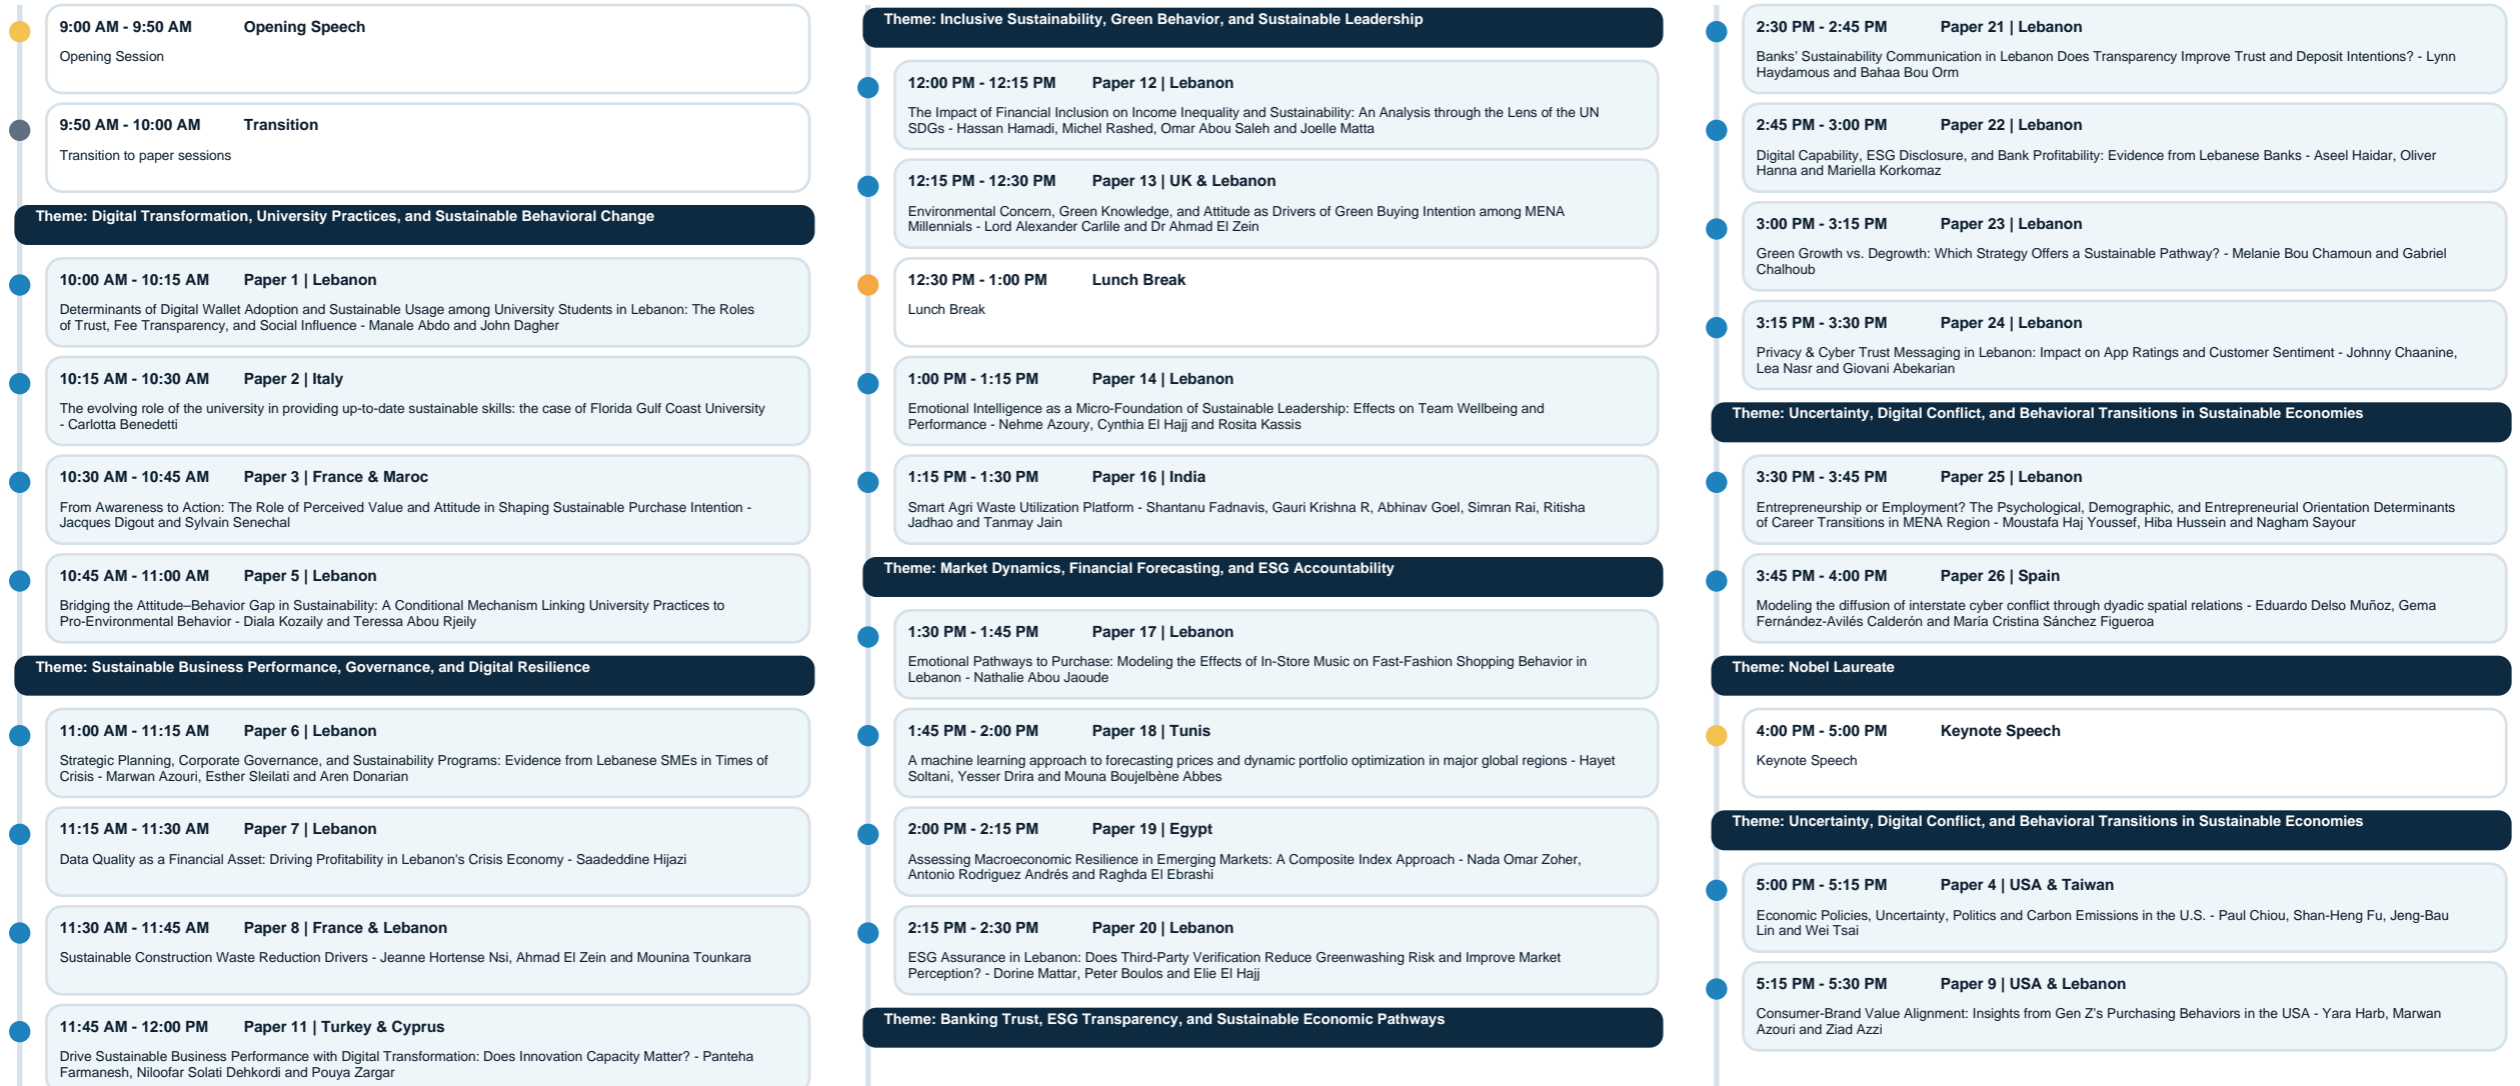 9:00 AM - 9:50 AM Opening Speech
Opening Session
9:50 AM - 10:00 AM Transition
Transition to paper sessions
Theme: Digital Transformation, University Practices, and Sustainable Behavioral Change
10:00 AM - 10:15 AM Paper 1 | Lebanon
Determinants of Digital Wallet Adoption and Sustainable Usage among University Students in Lebanon: The Roles
of Trust, Fee Transparency, and Social Influence - Manale Abdo and John Dagher
10:15 AM - 10:30 AM Paper 2 | Italy
The evolving role of the university in providing up-to-date sustainable skills: the case of Florida Gulf Coast University
- Carlotta Benedetti
10:30 AM - 10:45 AM Paper 3 | France & Maroc
From Awareness to Action: The Role of Perceived Value and Attitude in Shaping Sustainable Purchase Intention -
Jacques Digout and Sylvain Senechal
10:45 AM - 11:00 AM Paper 5 | Lebanon
Bridging the Attitude–Behavior Gap in Sustainability: A Conditional Mechanism Linking University Practices to
Pro-Environmental Behavior - Diala Kozaily and Teressa Abou Rjeily
Theme: Sustainable Business Performance, Governance, and Digital Resilience
11:00 AM - 11:15 AM Paper 6 | Lebanon
Strategic Planning, Corporate Governance, and Sustainability Programs: Evidence from Lebanese SMEs in Times of
Crisis - Marwan Azouri, Esther Sleilati and Aren Donarian
11:15 AM - 11:30 AM Paper 7 | Lebanon
Data Quality as a Financial Asset: Driving Profitability in Lebanon’s Crisis Economy - Saadeddine Hijazi
11:30 AM - 11:45 AM Paper 8 | France & Lebanon
Sustainable Construction Waste Reduction Drivers - Jeanne Hortense Nsi, Ahmad El Zein and Mounina Tounkara
11:45 AM - 12:00 PM Paper 11 | Turkey & Cyprus
Drive Sustainable Business Performance with Digital Transformation: Does Innovation Capacity Matter? - Panteha
Farmanesh, Niloofar Solati Dehkordi and Pouya Zargar
Theme: Inclusive Sustainability, Green Behavior, and Sustainable Leadership
12:00 PM - 12:15 PM Paper 12 | Lebanon
The Impact of Financial Inclusion on Income Inequality and Sustainability: An Analysis through the Lens of the UN
SDGs - Hassan Hamadi, Michel Rashed, Omar Abou Saleh and Joelle Matta
12:15 PM - 12:30 PM Paper 13 | UK & Lebanon
Environmental Concern, Green Knowledge, and Attitude as Drivers of Green Buying Intention among MENA
Millennials - Lord Alexander Carlile and Dr Ahmad El Zein
12:30 PM - 1:00 PM Lunch Break
Lunch Break
1:00 PM - 1:15 PM Paper 14 | Lebanon
Emotional Intelligence as a Micro-Foundation of Sustainable Leadership: Effects on Team Wellbeing and
Performance - Nehme Azoury, Cynthia El Hajj and Rosita Kassis
1:15 PM - 1:30 PM Paper 16 | India
Smart Agri Waste Utilization Platform - Shantanu Fadnavis, Gauri Krishna R, Abhinav Goel, Simran Rai, Ritisha
Jadhao and Tanmay Jain
Theme: Market Dynamics, Financial Forecasting, and ESG Accountability
1:30 PM - 1:45 PM Paper 17 | Lebanon
Emotional Pathways to Purchase: Modeling the Effects of In-Store Music on Fast-Fashion Shopping Behavior in
Lebanon - Nathalie Abou Jaoude
1:45 PM - 2:00 PM Paper 18 | Tunis
A machine learning approach to forecasting prices and dynamic portfolio optimization in major global regions - Hayet
Soltani, Yesser Drira and Mouna Boujelbène Abbes
2:00 PM - 2:15 PM Paper 19 | Egypt
Assessing Macroeconomic Resilience in Emerging Markets: A Composite Index Approach - Nada Omar Zoher,
Antonio Rodriguez Andrés and Raghda El Ebrashi
2:15 PM - 2:30 PM Paper 20 | Lebanon
ESG Assurance in Lebanon: Does Third-Party Verification Reduce Greenwashing Risk and Improve Market
Perception? - Dorine Mattar, Peter Boulos and Elie El Hajj
Theme: Banking Trust, ESG Transparency, and Sustainable Economic Pathways
2:30 PM - 2:45 PM Paper 21 | Lebanon
Banks’ Sustainability Communication in Lebanon Does Transparency Improve Trust and Deposit Intentions? - Lynn
Haydamous and Bahaa Bou Orm
2:45 PM - 3:00 PM Paper 22 | Lebanon
Digital Capability, ESG Disclosure, and Bank Profitability: Evidence from Lebanese Banks - Aseel Haidar, Oliver
Hanna and Mariella Korkomaz
3:00 PM - 3:15 PM Paper 23 | Lebanon
Green Growth vs. Degrowth: Which Strategy Offers a Sustainable Pathway? - Melanie Bou Chamoun and Gabriel
Chalhoub
3:15 PM - 3:30 PM Paper 24 | Lebanon
Privacy & Cyber Trust Messaging in Lebanon: Impact on App Ratings and Customer Sentiment - Johnny Chaanine,
Lea Nasr and Giovani Abekarian
Theme: Uncertainty, Digital Conflict, and Behavioral Transitions in Sustainable Economies
3:30 PM - 3:45 PM Paper 25 | Lebanon
Entrepreneurship or Employment? The Psychological, Demographic, and Entrepreneurial Orientation Determinants
of Career Transitions in MENA Region - Moustafa Haj Youssef, Hiba Hussein and Nagham Sayour
3:45 PM - 4:00 PM Paper 26 | Spain
Modeling the diffusion of interstate cyber conflict through dyadic spatial relations - Eduardo Delso Muñoz, Gema
Fernández-Avilés Calderón and María Cristina Sánchez Figueroa
Theme: Nobel Laureate
4:00 PM - 5:00 PM Keynote Speech
Keynote Speech
Theme: Uncertainty, Digital Conflict, and Behavioral Transitions in Sustainable Economies
5:00 PM - 5:15 PM Paper 4 | USA & Taiwan
Economic Policies, Uncertainty, Politics and Carbon Emissions in the U.S. - Paul Chiou, Shan-Heng Fu, Jeng-Bau
Lin and Wei Tsai
5:15 PM - 5:30 PM Paper 9 | USA & Lebanon
Consumer-Brand Value Alignment: Insights from Gen Z’s Purchasing Behaviors in the USA - Yara Harb, Marwan
Azouri and Ziad Azzi